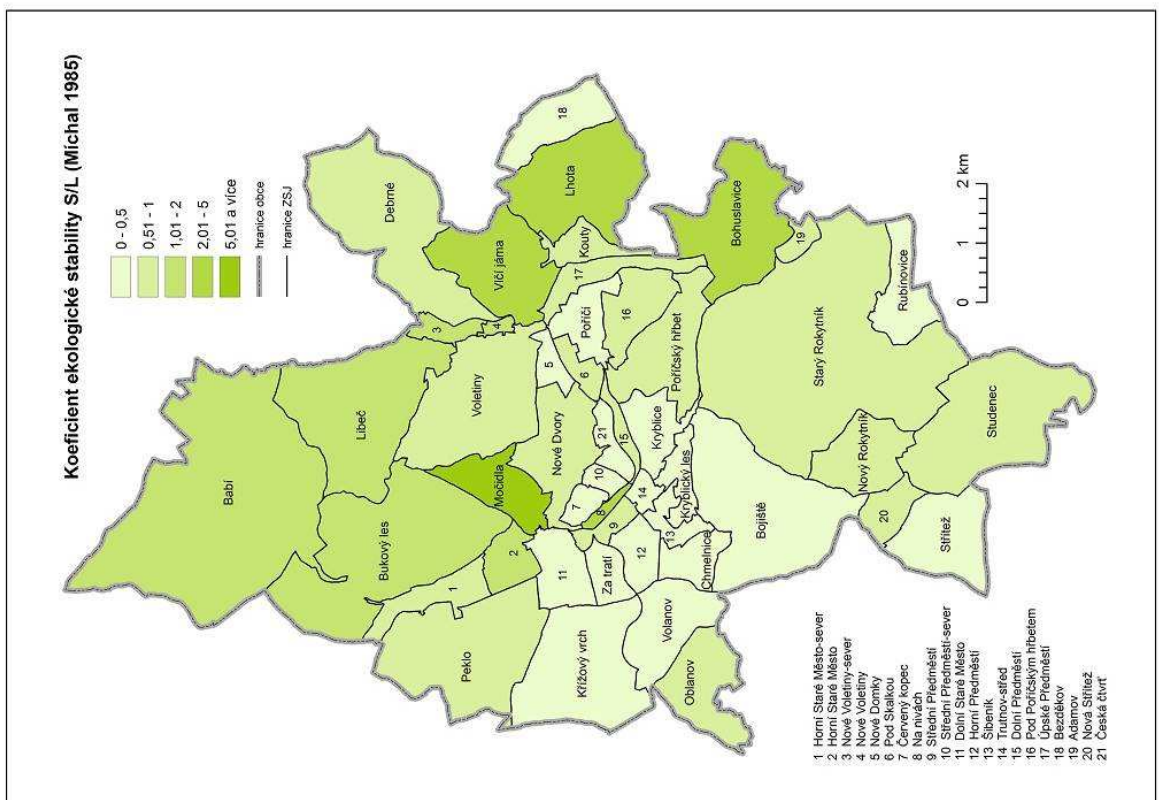 Koeficient ekologické stability S/L (Míchal 1985)
0 - 0,5
0,51 - 1
1,01 - 2
2,01 - 5
5,01 a více
hranice obce
hranice ZSJ
18
Debrné
Lhota
Vlčí jáma
Kouty
Bohuslavice
19
17
3
4
Poříčí
16
Rubínovice
Babí
Libeč
Voletiny
5
6
Poříčský hřbet
Starý Rokytník
Nové Dvory
21
15
Kryblice
Močidla
10
7
8
14
Kryblický les
Nový Rokytník
Studenec
Bukový les
2
9
13
Bojiště
20
Střítež
1
11
Za tratí
12
Chmelnice
Peklo
Křížový vrch
Volanov
Oblanov
0 1 2 km
1 Horní Staré Město-sever
2 Horní Staré Město
3 Nové Voletiny-sever
4 Nové Voletiny
5 Nové Domky
6 Pod Skalkou
7 Červený kopec
8 Na nivách
9 Střední Předměstí
10 Střední Předměstí-sever
11 Dolní Staré Město
12 Horní Předměstí
13 Šibeník
14 Trutnov-střed
15 Dolní Předměstí
16 Pod Poříčským hřbetem
17 Úpské Předměstí
18 Bezděkov
19 Adamov
20 Nová Střítež
21 Česká čtvrť